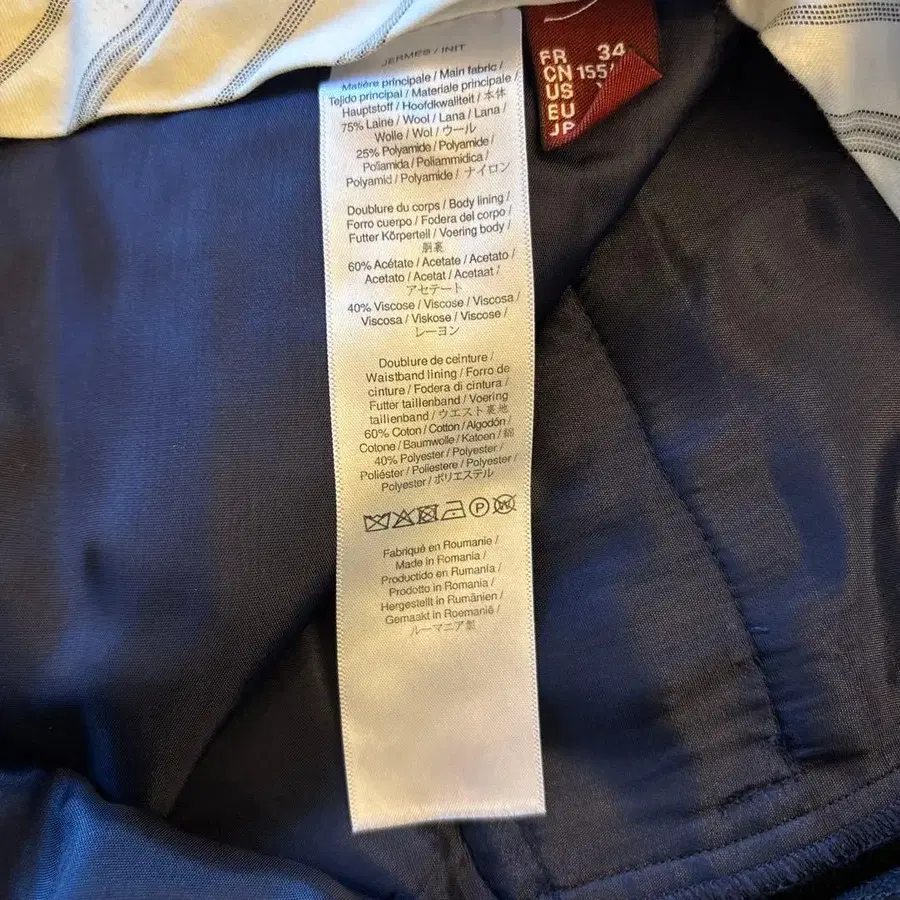 JERMES / INIT
Matière principale / Main fabric /
Tejido principal / Materiale principale /
Hauptstoff / Hoofdkwaliteit / 本体
75% Laine / Wool / Lana / Lana /
Wolle / Wol / ウール
25% Polyamide / Polyamide /
Poliamida / Poliammidica /
Polyamid / Polyamide / ナイロン
Doublure du corps / Body lining /
Forro cuerpo / Fodera del corpo /
Futter Körperteil / Voering body /
胴裏
60% Acétate / Acetate / Acetato /
Acetato / Acetat / Acetaat /
アセテート
40% Viscose / Viscose / Viscosa /
Viscosa / Viskose / Viscose /
レーヨン
Doublure de ceinture /
Waistband lining / Forro de
cinture / Fodera di cintura /
Futter taillenband / Voering
taillenband / ウエスト裏地
60% Coton / Cotton / Algodón /
Cotone / Baumwolle / Katoen / 綿
40% Polyester / Polyester /
Poliéster / Poliestere / Polyester /
Polyester / ポリエステル
P W
Fabriqué en Roumanie /
Made in Romania /
Producido en Rumanía /
Prodotto in Romania /
Hergestellt in Rumänien /
Gemaakt in Roemanië /
ルーマニア製
FR 34
CN 155
US
EU
JP